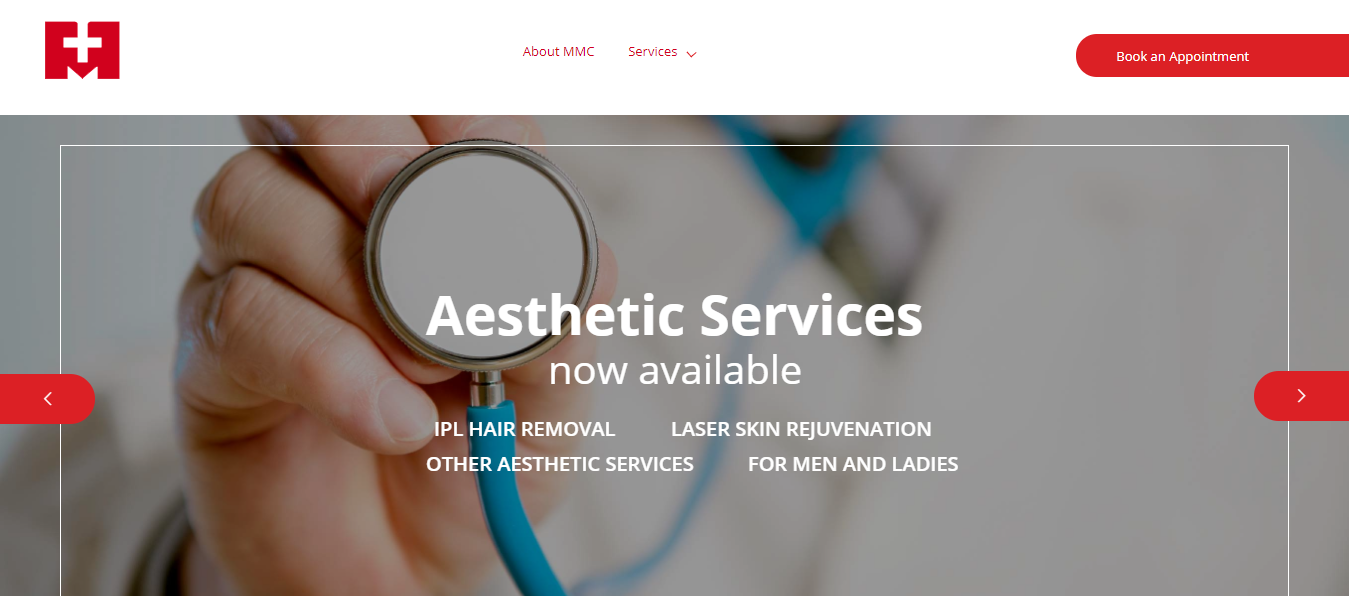 About MMC
Services
Book an Appointment
Aesthetic Services
now available
IPL HAIR REMOVAL
LASER SKIN REJUVENATION
OTHER AESTHETIC SERVICES
FOR MEN AND LADIES